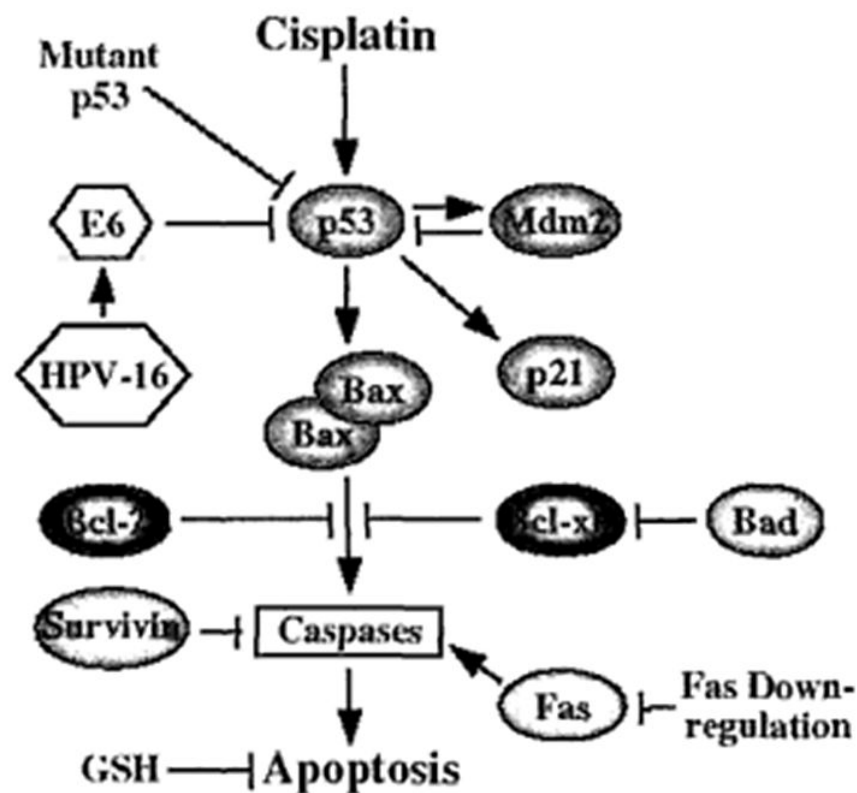 Cisplatin
Mutant
p53
E6
p53
Mdm2
HPV-16
p21
Bax
Bax
Bcl-2
Bcl-x
Bad
Survivin
Caspases
Fas
Fas Down-
regulation
GSH
Apoptosis